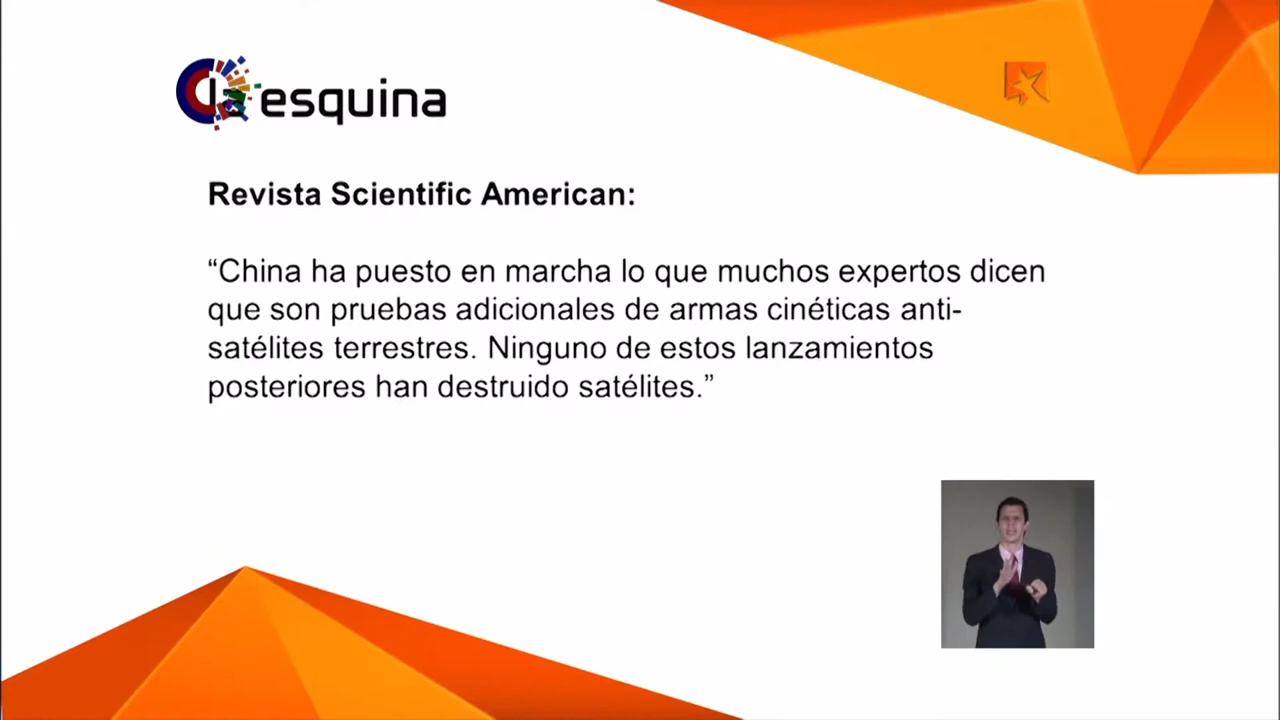 La esquina
Revista Scientific American:
“China ha puesto en marcha lo que muchos expertos dicen
que son pruebas adicionales de armas cinéticas anti-
satélites terrestres. Ninguno de estos lanzamientos
posteriores han destruido satélites.”